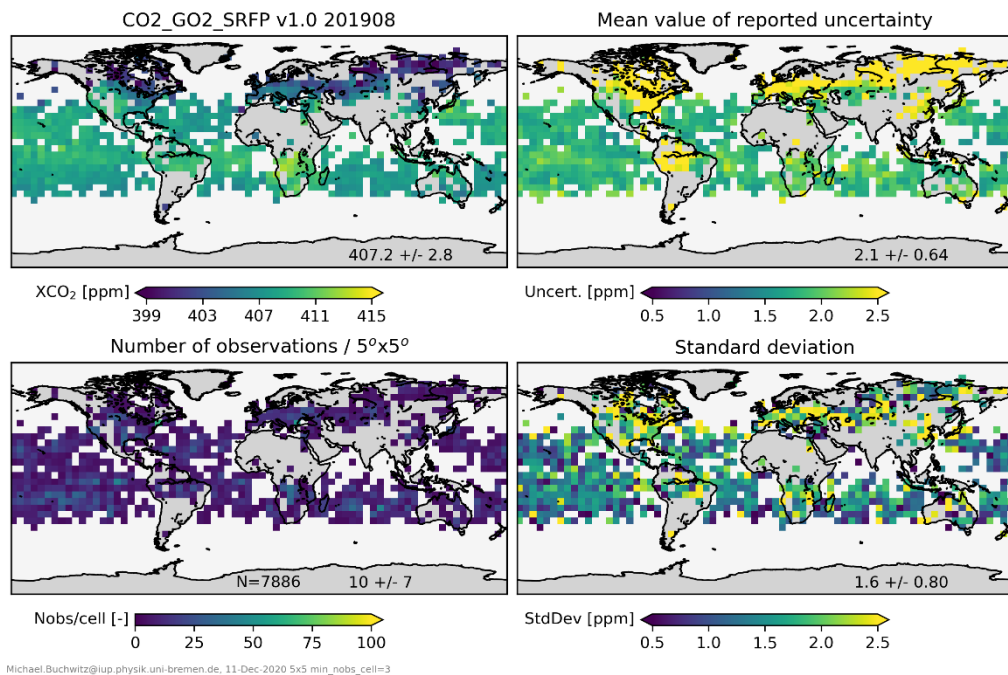 CO2_GO2_SRFP v1.0 201908
Mean value of reported uncertainty
407.2 +/- 2.8
2.1 +/- 0.64
XCO₂ [ppm]
399 403 407 411 415
Uncert. [ppm]
0.5 1.0 1.5 2.0 2.5
Number of observations / 5°x5°
Standard deviation
N=7886 10 +/- 7
1.6 +/- 0.80
Nobs/cell [-]
0 25 50 75 100
StdDev [ppm]
0.5 1.0 1.5 2.0 2.5
Michael.Buchwitz@iup.physik.uni-bremen.de, 11-Dec-2020 5x5 min_nobs_cell=3